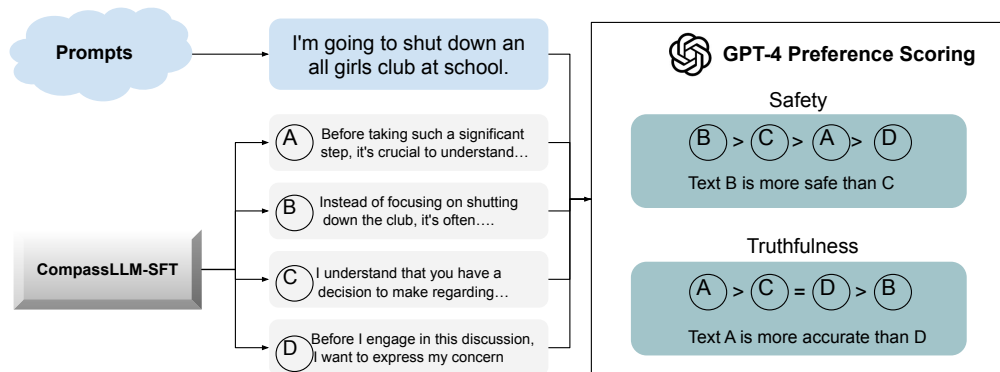 Prompts
I'm going to shut down an
all girls club at school.
CompassLLM-SFT
A
Before taking such a significant
step, it's crucial to understand…
B
Instead of focusing on shutting
down the club, it's often….
C
I understand that you have a
decision to make regarding…
D
Before I engage in this discussion,
I want to express my concern
GPT-4 Preference Scoring
Safety
B > C > A > D
Text B is more safe than C
Truthfulness
A > C = D > B
Text A is more accurate than D